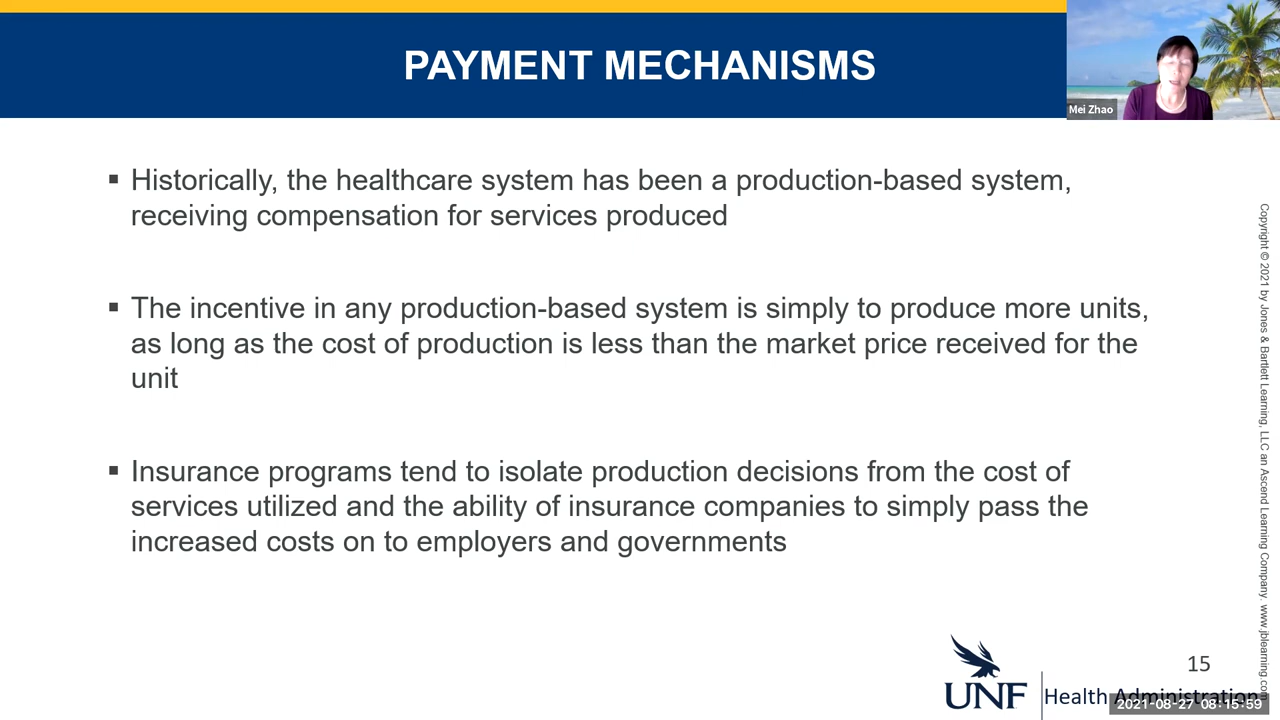 PAYMENT MECHANISMS
Mei Zhao
▪ Historically, the healthcare system has been a production-based system,
receiving compensation for services produced
▪ The incentive in any production-based system is simply to produce more units,
as long as the cost of production is less than the market price received for the
unit
▪ Insurance programs tend to isolate production decisions from the cost of
services utilized and the ability of insurance companies to simply pass the
increased costs on to employers and governments
Copyright © 2021 by Jones & Bartlett Learning, LLC an Ascend Learning Company. www.jblearning.com
15
UNF Health Administration
2021-08-27 08:15:59